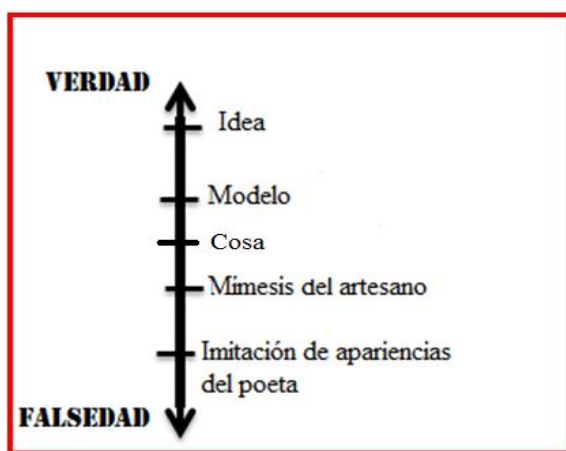 VERDAD
Idea
Modelo
Cosa
Mímesis del artesano
Imitación de apariencias
del poeta
FALSEDAD